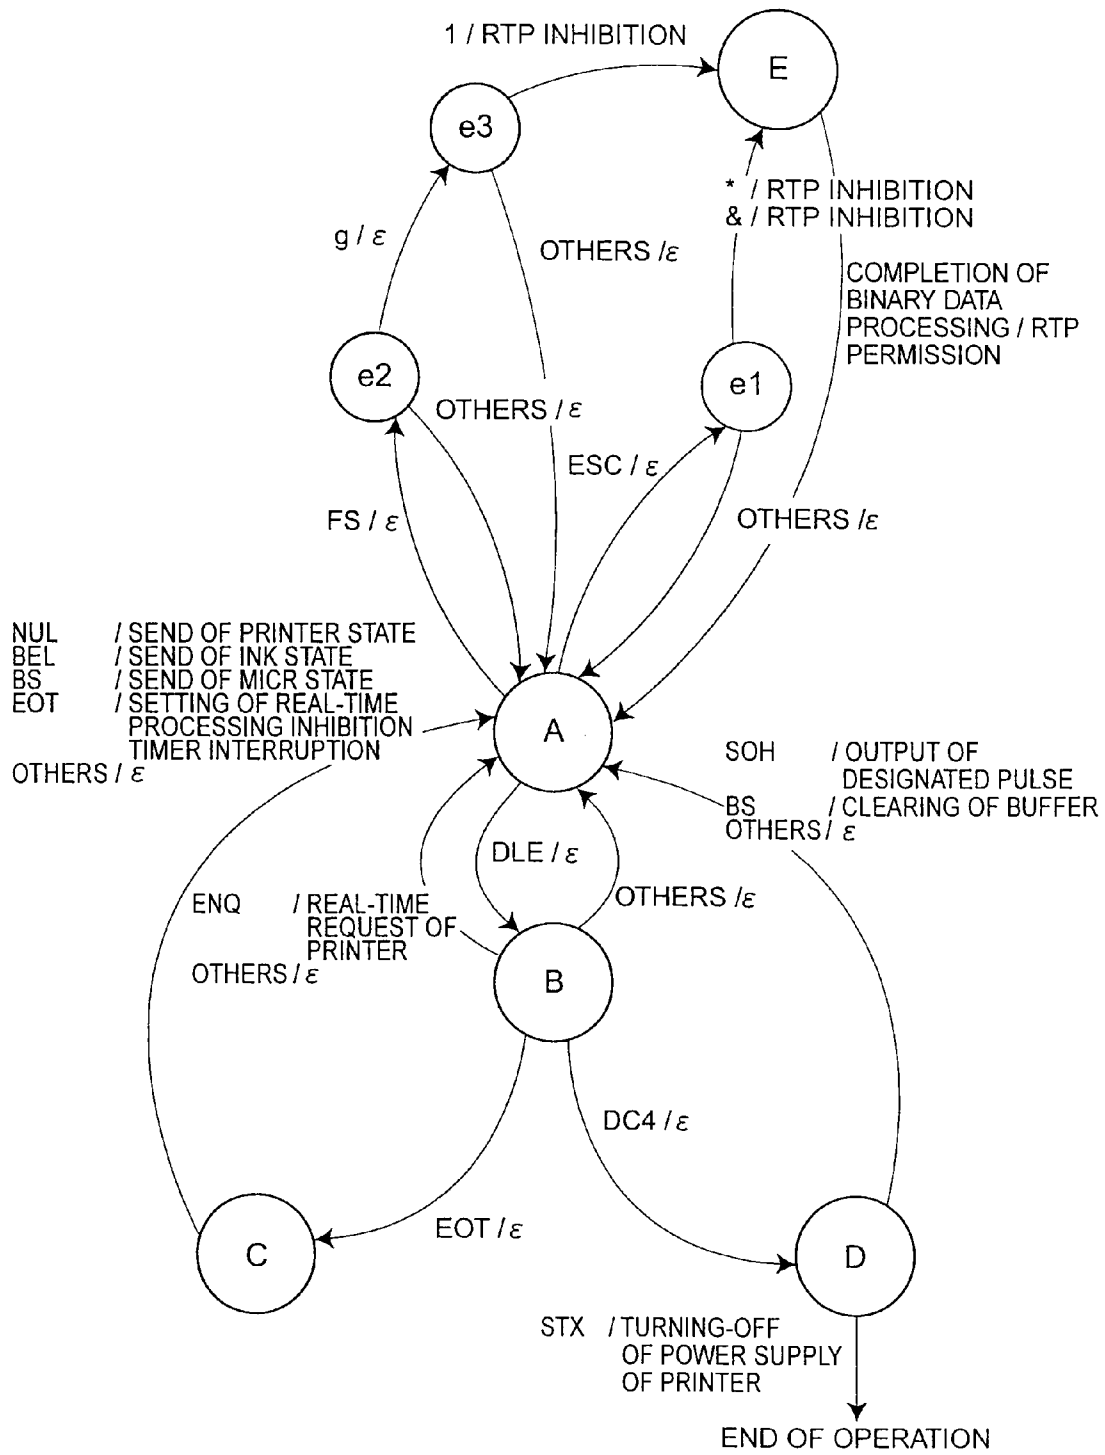 1 / RTP INHIBITION
E
e3
* / RTP INHIBITION
& / RTP INHIBITION
g / ε
OTHERS /ε
COMPLETION OF
BINARY DATA
PROCESSING / RTP
PERMISSION
e2
e1
OTHERS / ε
ESC / ε
FS / ε
OTHERS /ε
NUL / SEND OF PRINTER STATE
BEL / SEND OF INK STATE
BS / SEND OF MICR STATE
EOT / SETTING OF REAL-TIME
PROCESSING INHIBITION
TIMER INTERRUPTION
OTHERS / ε
A
SOH / OUTPUT OF
DESIGNATED PULSE
BS / CLEARING OF BUFFER
OTHERS / ε
DLE / ε
OTHERS /ε
ENQ / REAL-TIME
REQUEST OF
PRINTER
OTHERS / ε
B
DC4 / ε
EOT / ε
C
D
STX / TURNING-OFF
OF POWER SUPPLY
OF PRINTER
END OF OPERATION